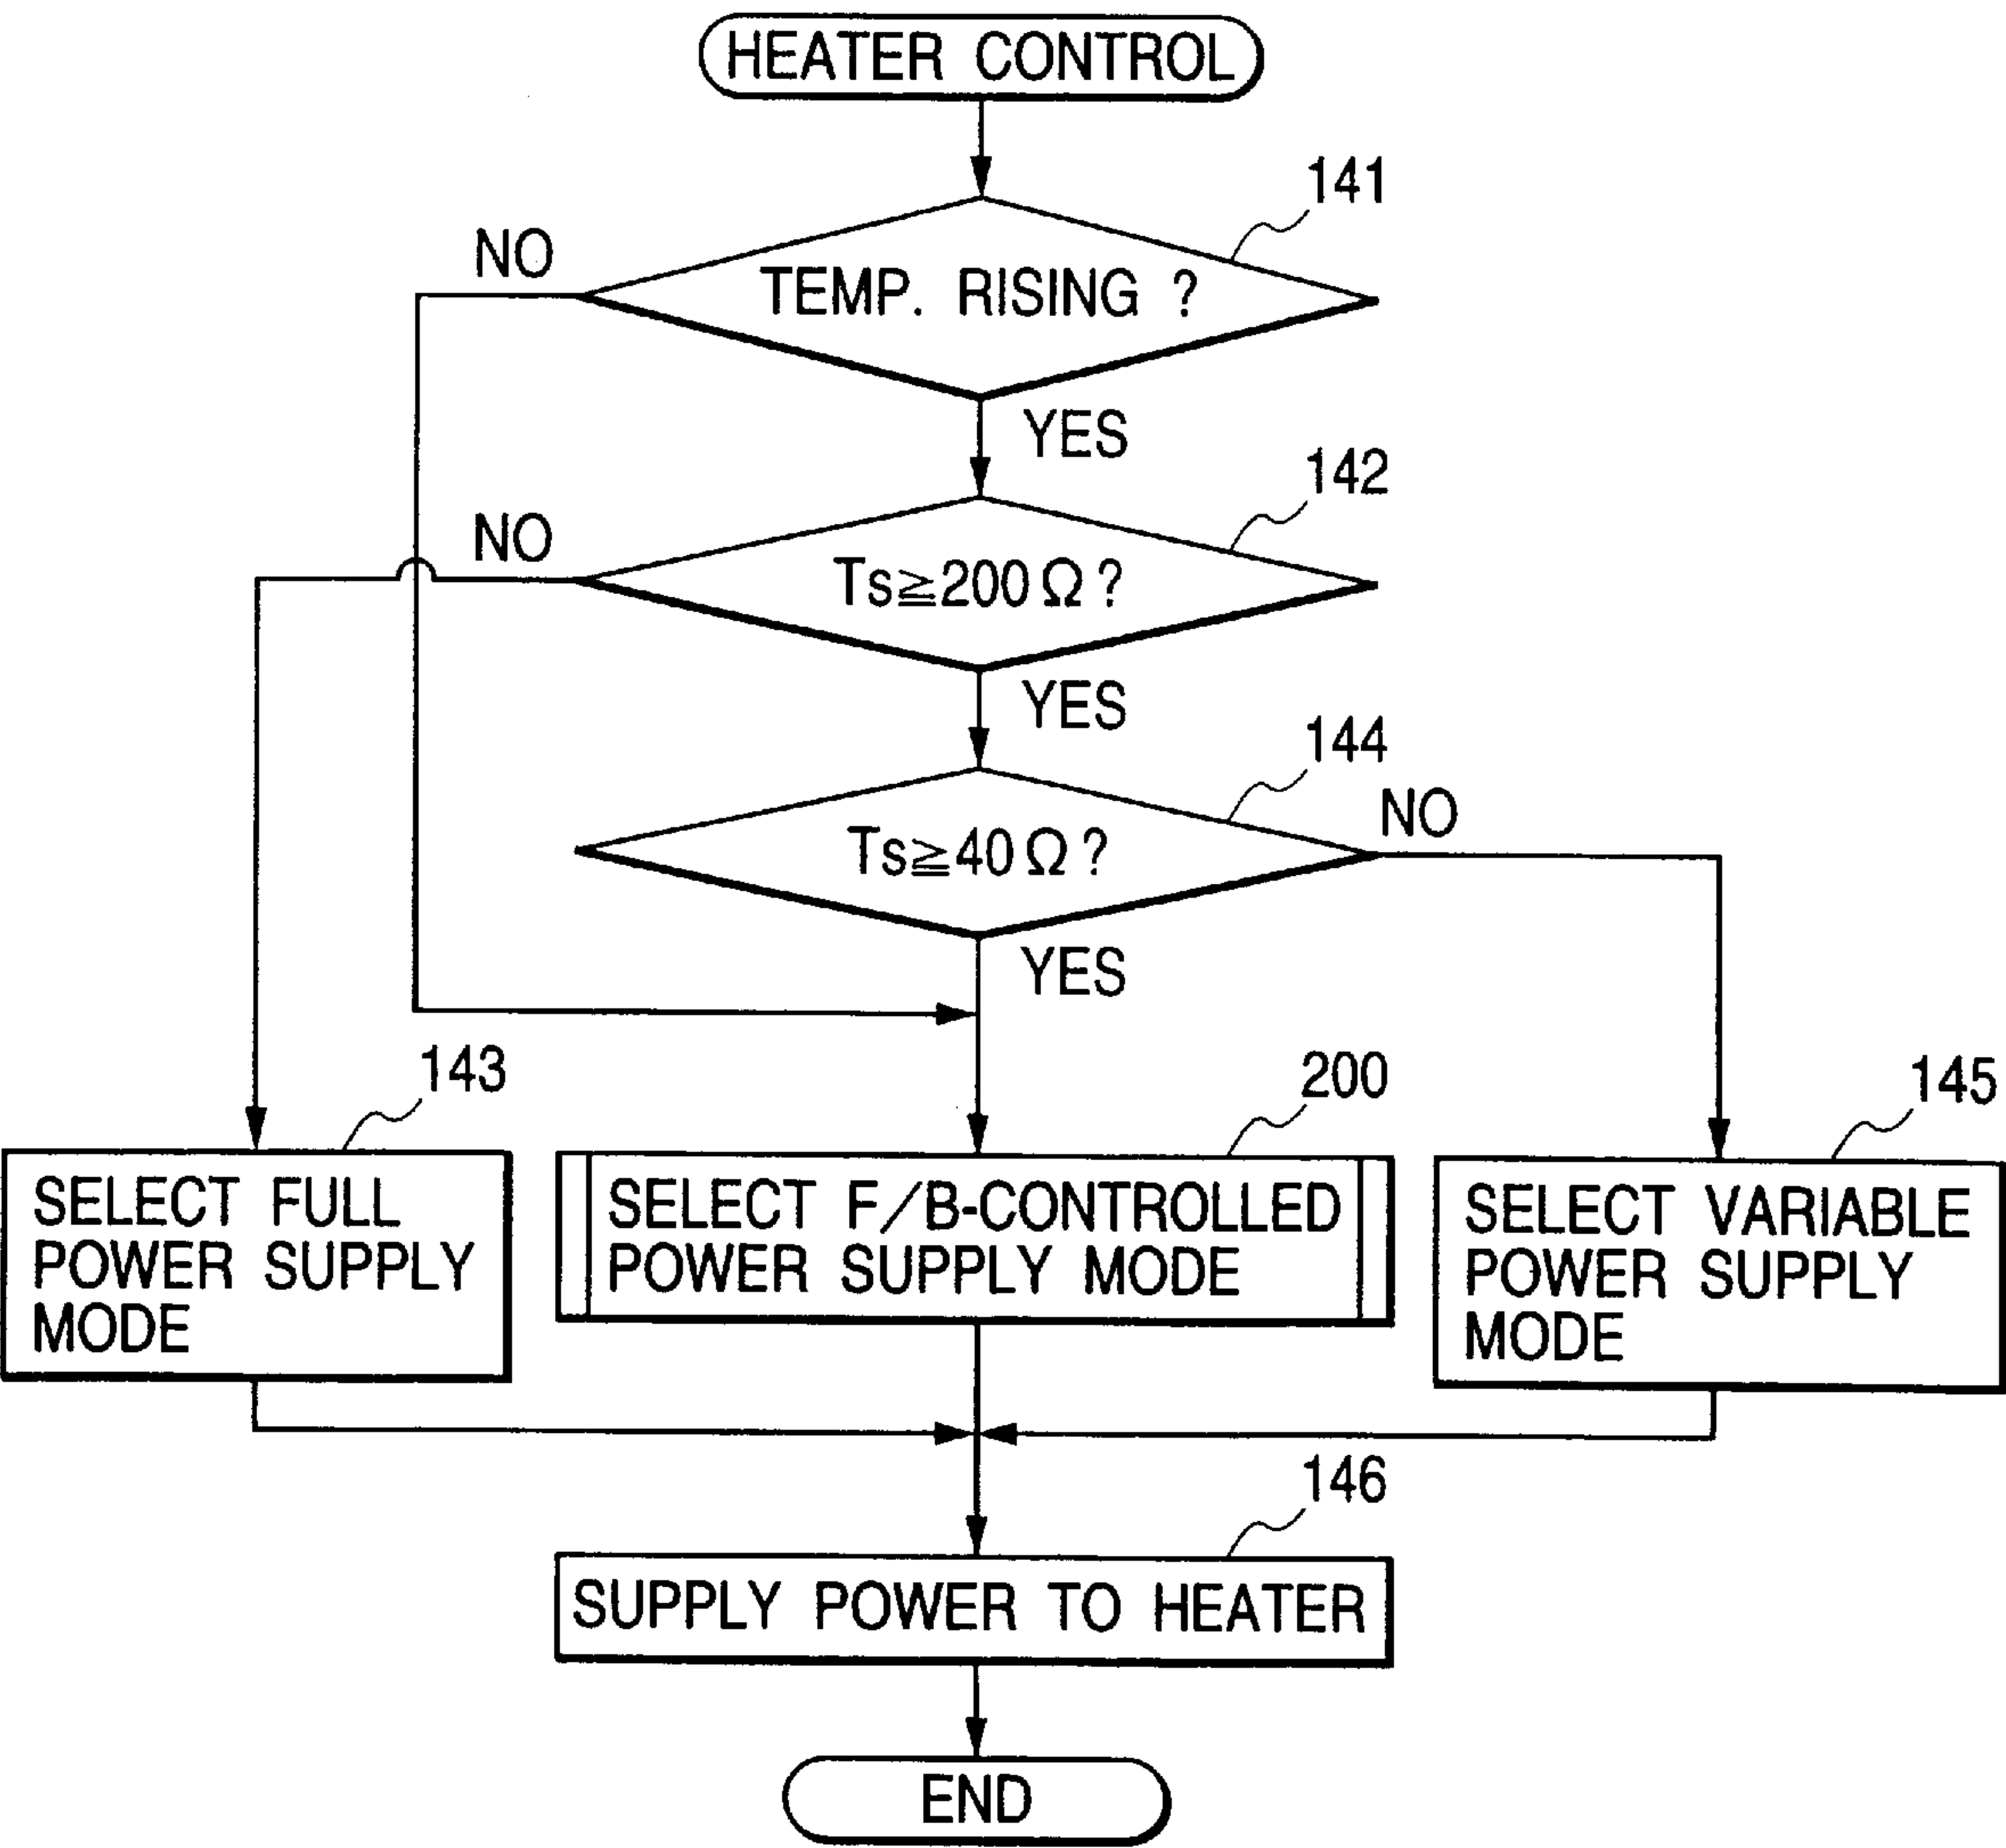 HEATER CONTROL
141
NO
TEMP. RISING ?
YES
142
NO
Ts≧200Ω?
YES
144
NO
Ts≧40Ω?
YES
143
200
145
SELECT FULL
POWER SUPPLY
MODE
SELECT F/B-CONTROLLED
POWER SUPPLY MODE
SELECT VARIABLE
POWER SUPPLY
MODE
146
SUPPLY POWER TO HEATER
END